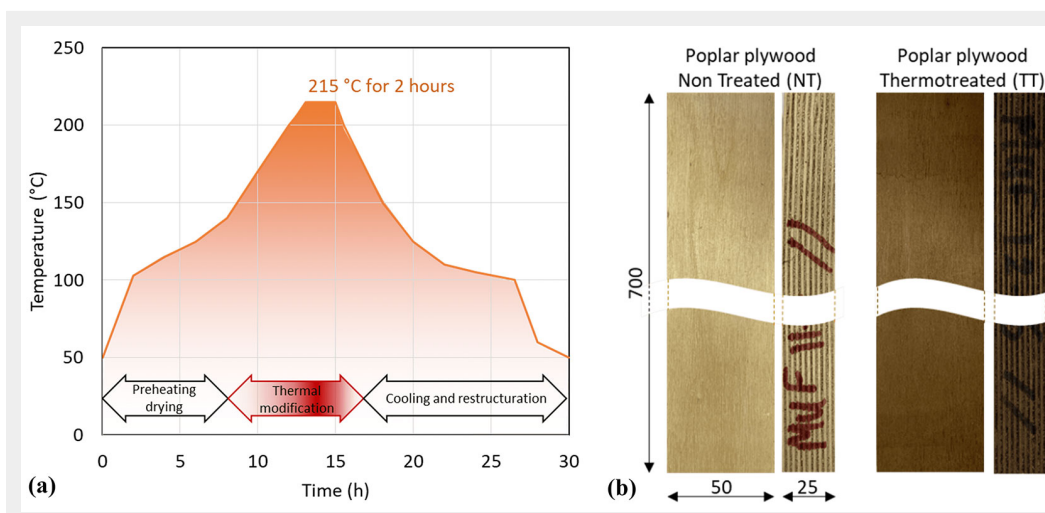 250
200
150
100
50
0
Temperature (°C)
215 °C for 2 hours
Preheating
drying
Thermal
modification
Cooling and restructuration
0 5 10 15 20 25 30
Time (h)
(a)
Poplar plywood
Non Treated (NT)
Poplar plywood
Thermotreated (TT)
700
MUF 11
//
//
50
25
(b)